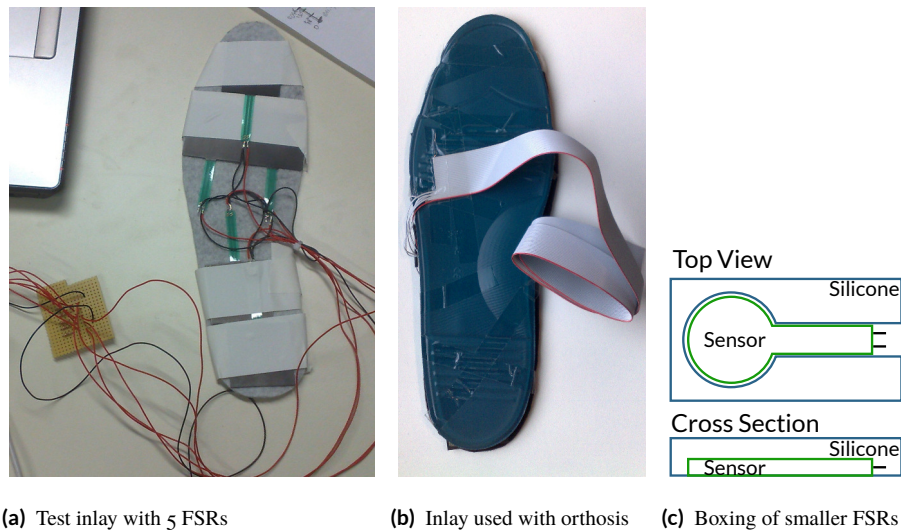 Top View
Silicone
Sensor
Cross Section
Silicone
Sensor
(a) Test inlay with 5 FSRs
(b) Inlay used with orthosis
(c) Boxing of smaller FSRs